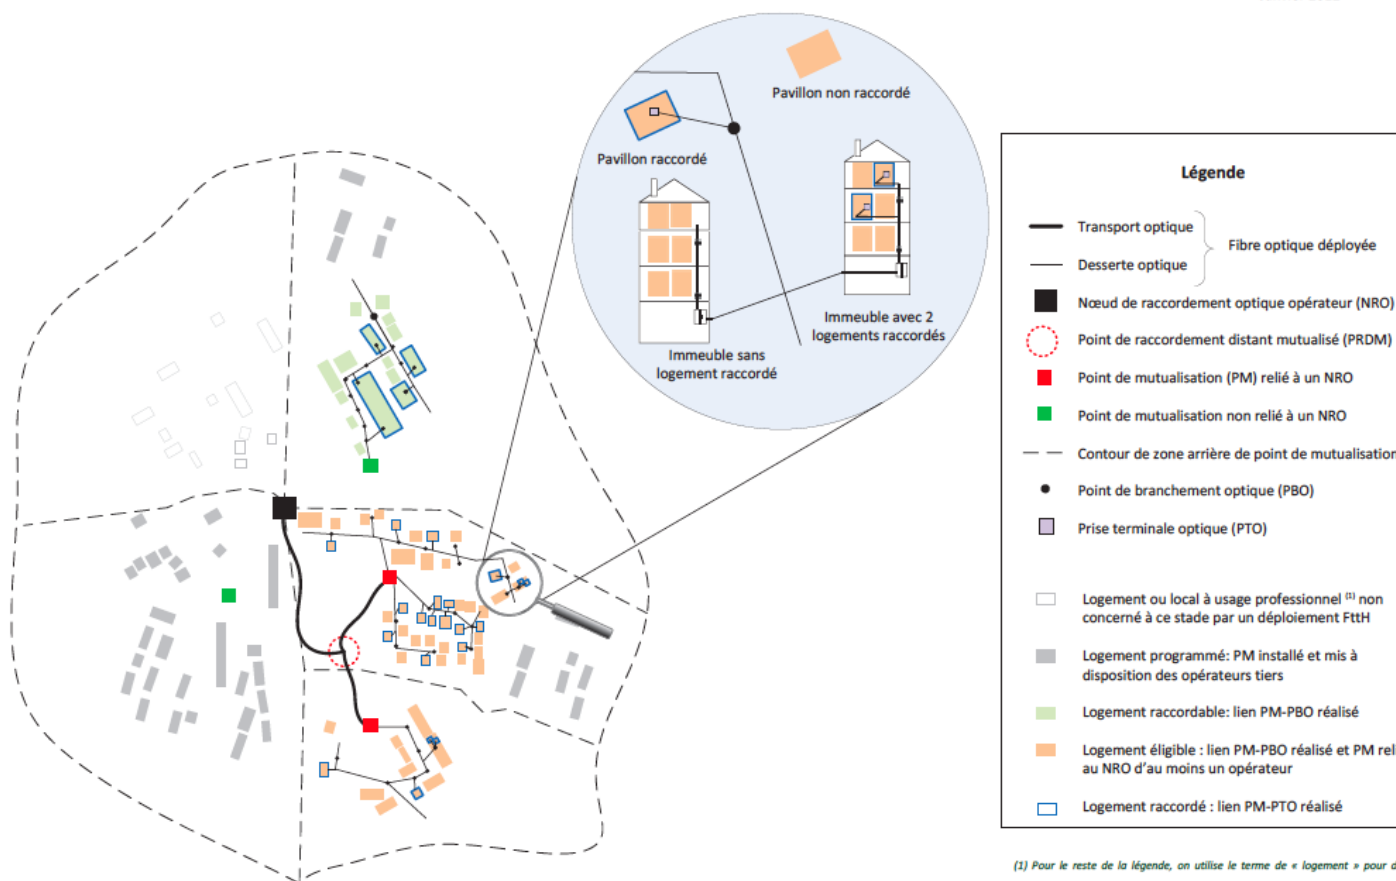 Pavillon non raccordé
Pavillon raccordé
Immeuble sans
logement raccordé
Immeuble avec 2
logements raccordés
Légende
Transport optique
Fibre optique déployée
Desserte optique
Nœud de raccordement optique opérateur (NRO)
Point de raccordement distant mutualisé (PRDM)
Point de mutualisation (PM) relié à un NRO
Point de mutualisation non relié à un NRO
Contour de zone arrière de point de mutualisation
Point de branchement optique (PBO)
Prise terminale optique (PTO)
Logement ou local à usage professionnel (1) non
concerné à ce stade par un déploiement FttH
Logement programmé: PM installé et mis à
disposition des opérateurs tiers
Logement raccordable: lien PM-PBO réalisé
Logement éligible : lien PM-PBO réalisé et PM reli
au NRO d'au moins un opérateur
Logement raccordé : lien PM-PTO réalisé
(1) Pour le reste de la légende, on utilise le terme de « logement » pour d